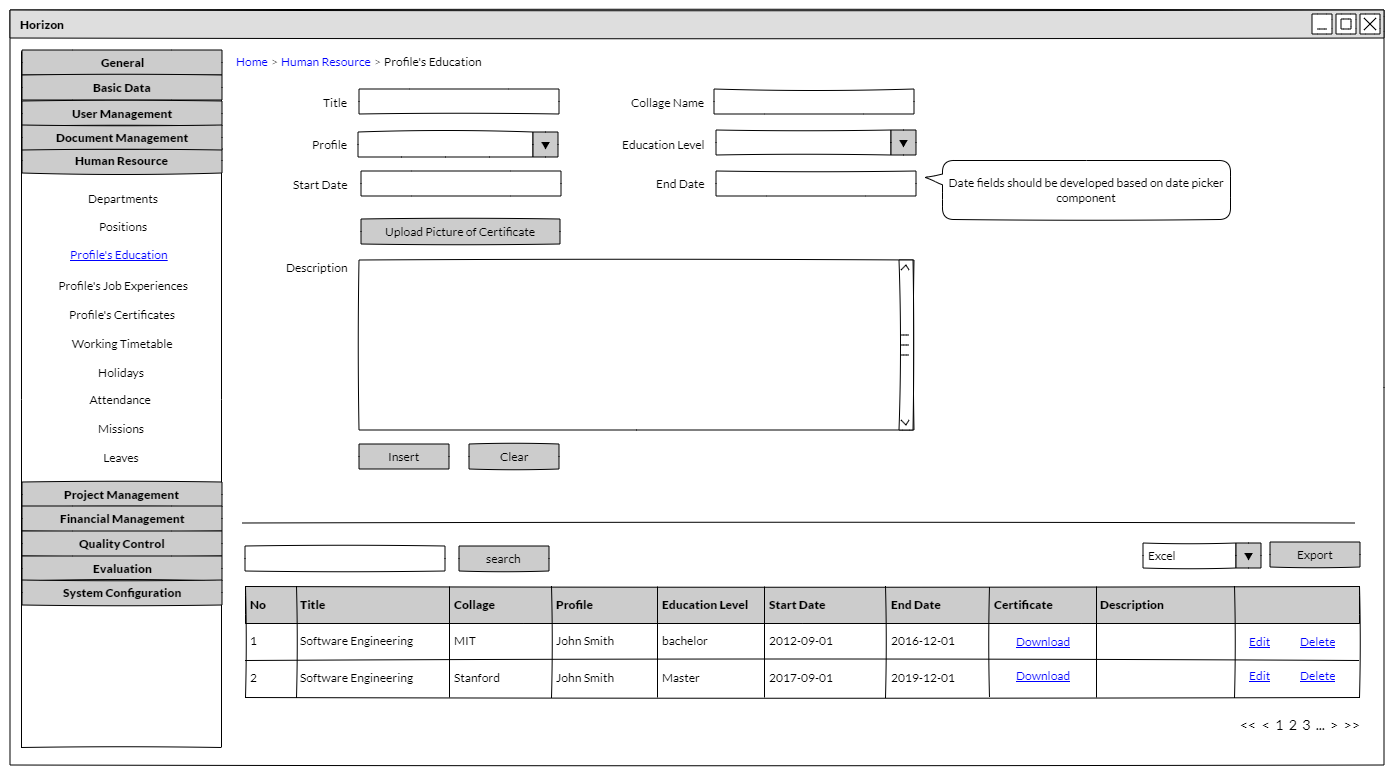 Horizon
General
Basic Data
User Management
Document Management
Human Resource
Departments
Positions
Profile's Education
Profile's Job Experiences
Profile's Certificates
Working Timetable
Holidays
Attendance
Missions
Leaves
Project Management
Financial Management
Quality Control
Evaluation
System Configuration
Home > Human Resource > Profile's Education
Title
Collage Name
Profile
Education Level
Start Date
End Date
Date fields should be developed based on date picker
component
Upload Picture of Certificate
Description
Insert
Clear
search
Excel
Export
No Title Collage Profile Education Level Start Date End Date Certificate Description
1 Software Engineering MIT John Smith bachelor 2012-09-01 2016-12-01 Download Edit Delete
2 Software Engineering Stanford John Smith Master 2017-09-01 2019-12-01 Download Edit Delete
<< < 1 2 3 ... > >>